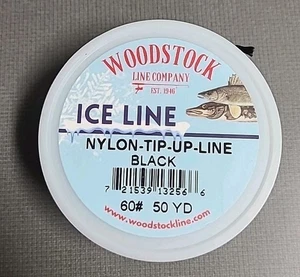 WOODSTOCK
LINE COMPANY
EST. 1946
ICE LINE
NYLON-TIP-UP-LINE
BLACK
7 21539 13256 6
60# 50 YD
www.woodstockline.com